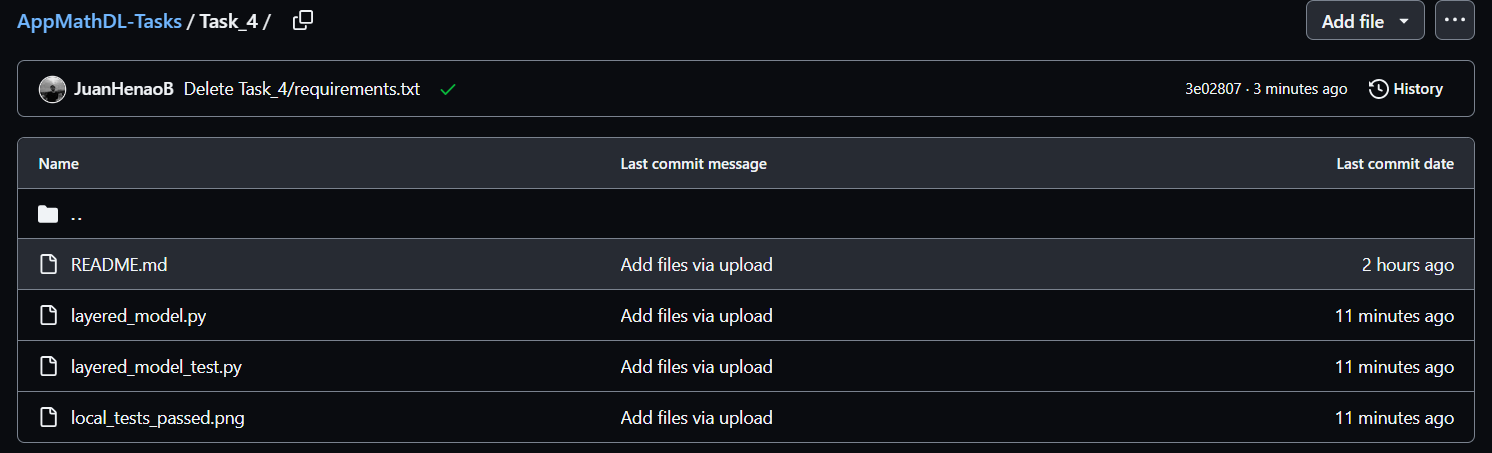 AppMathDL-Tasks / Task_4 /
Add file
JuanHenaoB Delete Task_4/requirements.txt 3e02807 · 3 minutes ago History
Name Last commit message Last commit date
..
README.md Add files via upload 2 hours ago
layered_model.py Add files via upload 11 minutes ago
layered_model_test.py Add files via upload 11 minutes ago
local_tests_passed.png Add files via upload 11 minutes ago